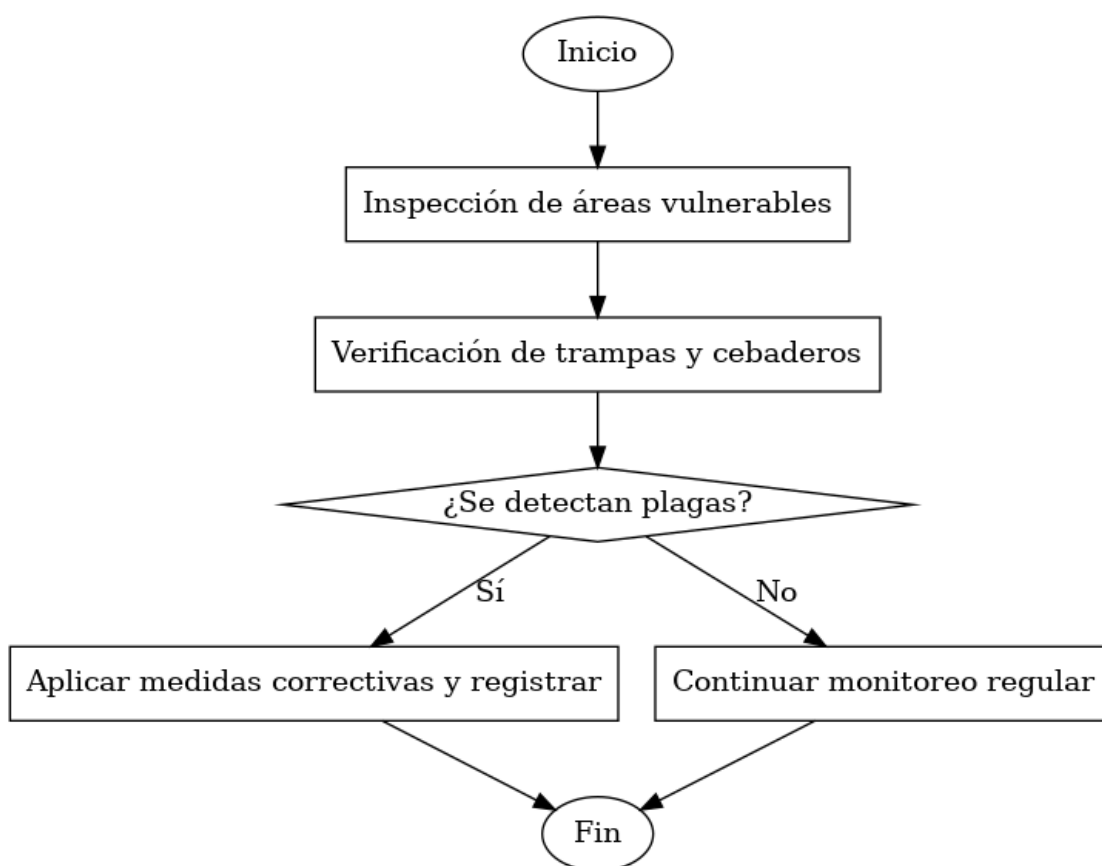 Inicio
Inspección de áreas vulnerables
Verificación de trampas y cebaderos
¿Se detectan plagas?
Sí
No
Aplicar medidas correctivas y registrar
Continuar monitoreo regular
Fin